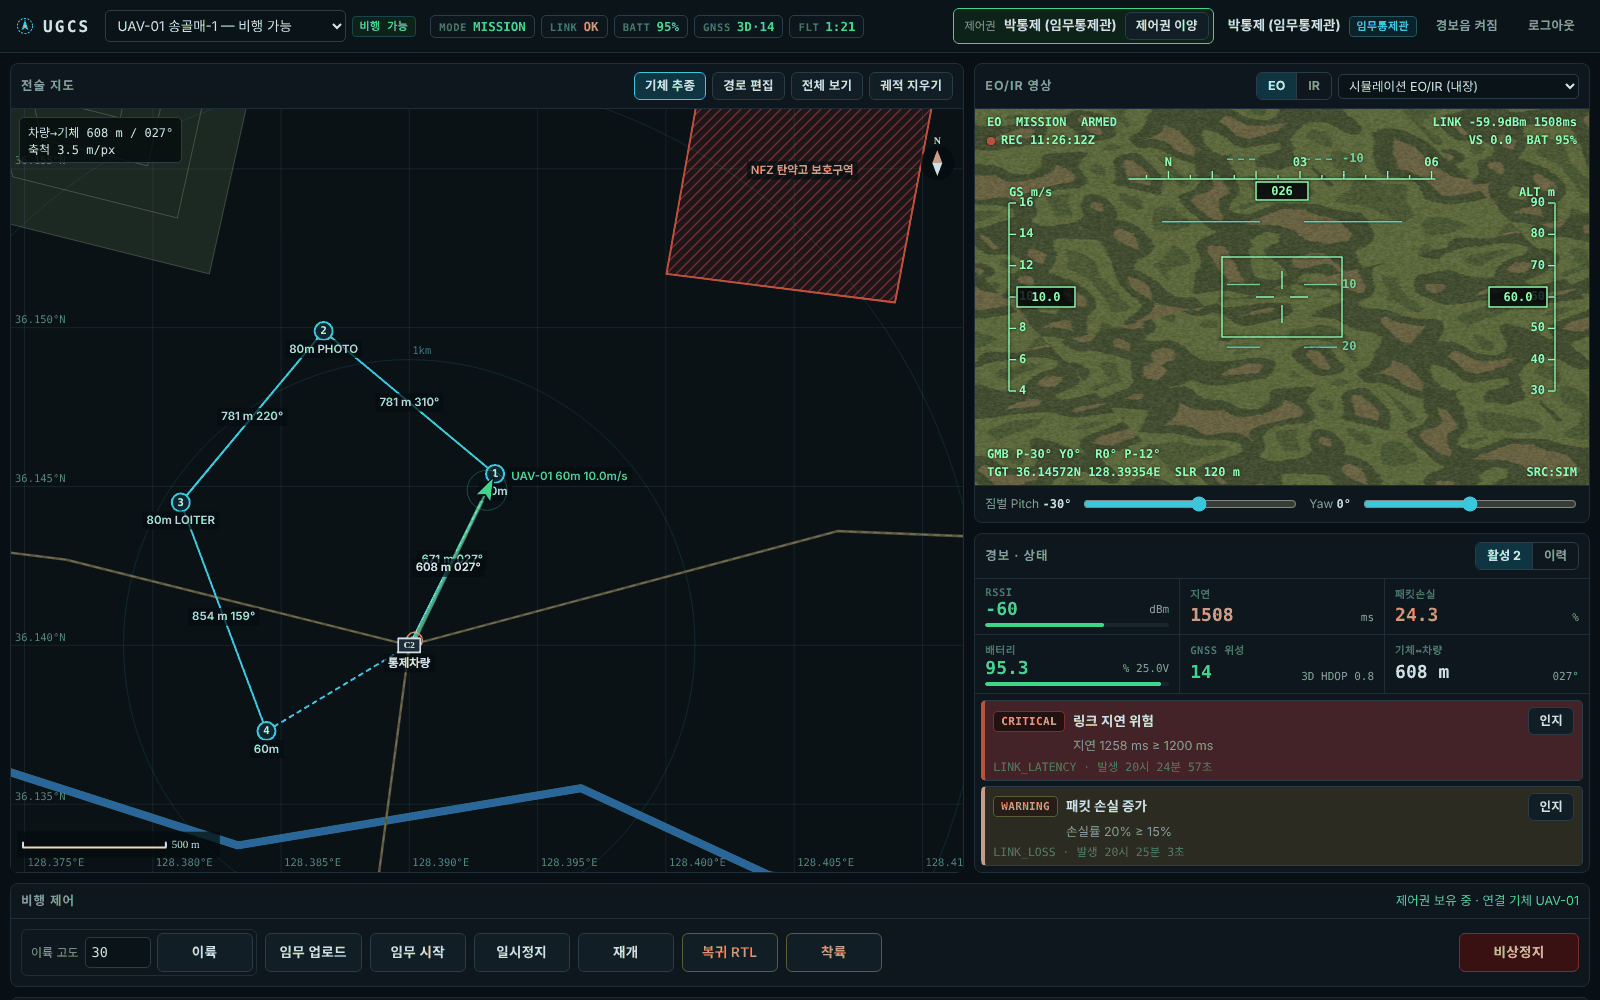 UGCS
UAV-01 송골매-1 — 비행 가능
비행 가능
MODE MISSION
LINK OK
BATT 95%
GNSS 3D·14
FLT 1:21
제어권 박통제 (임무통제관) 제어권 이양
박통제 (임무통제관) 임무통제관
경보음 켜짐
로그아웃
전술 지도
기체 추종
경로 편집
전체 보기
궤적 지우기
차량→기체 608 m / 027°
축척 3.5 m/px
N
NFZ 탄약고 보호구역
36.150°N
2
80m PHOTO
1km
781 m 220°
781 m 310°
36.145°N
1
UAV-01 60m 10.0m/s
3
80m LOITER
608 m 027°
854 m 159°
36.140°N
C2
통제차량
4
60m
36.135°N
500 m
128.375°E
128.380°E
128.385°E
128.390°E
128.395°E
128.400°E
128.405°E
128.41
EO/IR 영상
EO
IR
시뮬레이션 EO/IR (내장)
EO MISSION ARMED
LINK -59.9dBm 1508ms
REC 11:26:12Z
VS 0.0 BAT 95%
N
03
-10
06
026
GS m/s
ALT m
16
90
14
80
12
70
10
10.0
60.0
8
50
20
6
40
4
30
GMB P-30° Y0° R0° P-12°
TGT 36.14572N 128.39354E SLR 120 m
SRC:SIM
짐벌 Pitch -30°
Yaw 0°
경보 · 상태
활성 2
이력
RSSI
-60 dBm
지연
1508 ms
패킷손실
24.3 %
배터리
95.3 % 25.0V
GNSS 위성
14 3D HDOP 0.8
기체↔차량
608 m 027°
CRITICAL 링크 지연 위험
인지
지연 1258 ms ≥ 1200 ms
LINK_LATENCY · 발생 20시 24분 57초
WARNING 패킷 손실 증가
인지
손실률 20% ≥ 15%
LINK_LOSS · 발생 20시 25분 3초
비행 제어
제어권 보유 중 · 연결 기체 UAV-01
이륙 고도 30
이륙
임무 업로드
임무 시작
일시정지
재개
복귀 RTL
착륙
비상정지